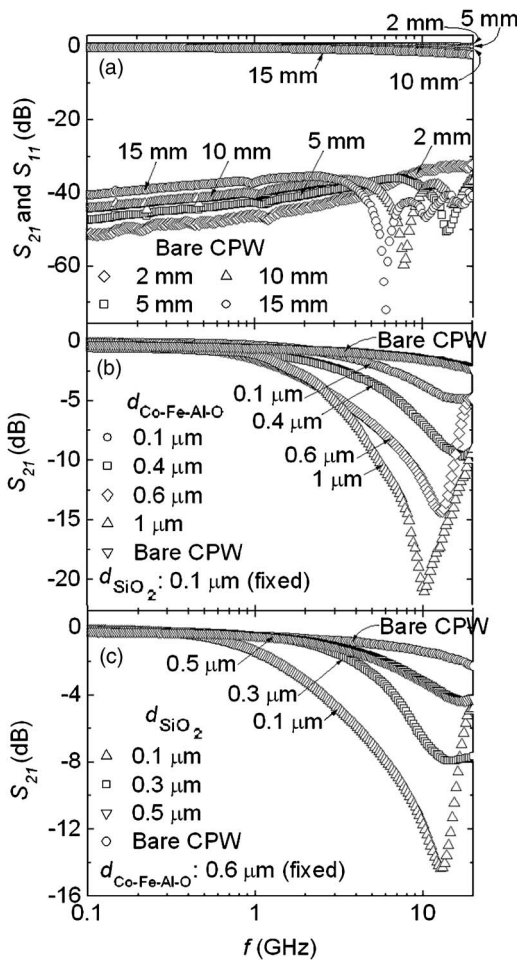 0
2 mm
5 mm
(a)
15 mm
10 mm
-20
S21 and S11 (dB)
2 mm
5 mm
10 mm
15 mm
-40
Bare CPW
-60
◇ 2 mm △ 10 mm
□ 5 mm ○ 15 mm
0
Bare CPW
(b)
0.1 μm
-5
dCo-Fe-Al-O
0.4 μm
○ 0.1 μm
0.6 μm
-10
□ 0.4 μm
1 μm
S21 (dB)
◇ 0.6 μm
-15
△ 1 μm
▽ Bare CPW
-20
dSiO2: 0.1 μm (fixed)
0
Bare CPW
(c)
0.5 μm
0.3 μm
-4
dSiO2
0.1 μm
△ 0.1 μm
-8
□ 0.3 μm
S21 (dB)
▽ 0.5 μm
-12
○ Bare CPW
dCo-Fe-Al-O: 0.6 μm (fixed)
-16
0.1 1 10
f (GHz)